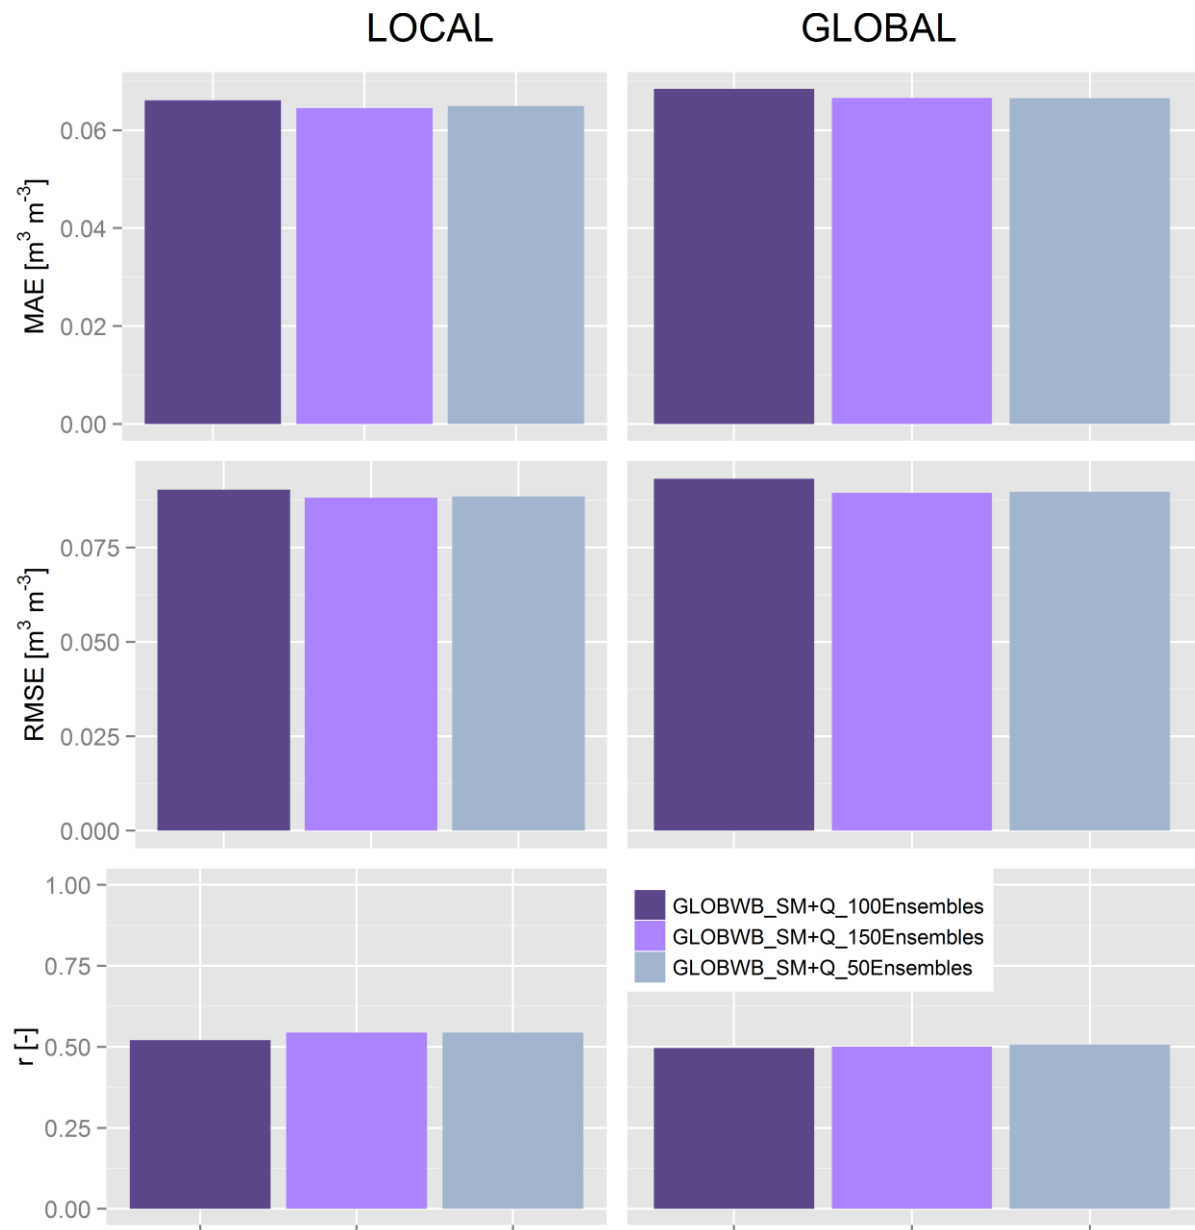 LOCAL
GLOBAL
MAE [m³ m⁻³]
0.06
0.04
0.02
0.00
RMSE [m³ m⁻³]
0.075
0.050
0.025
0.000
r [-]
1.00
0.75
0.50
0.25
0.00
GLOBWB_SM+Q_100Ensembles
GLOBWB_SM+Q_150Ensembles
GLOBWB_SM+Q_50Ensembles